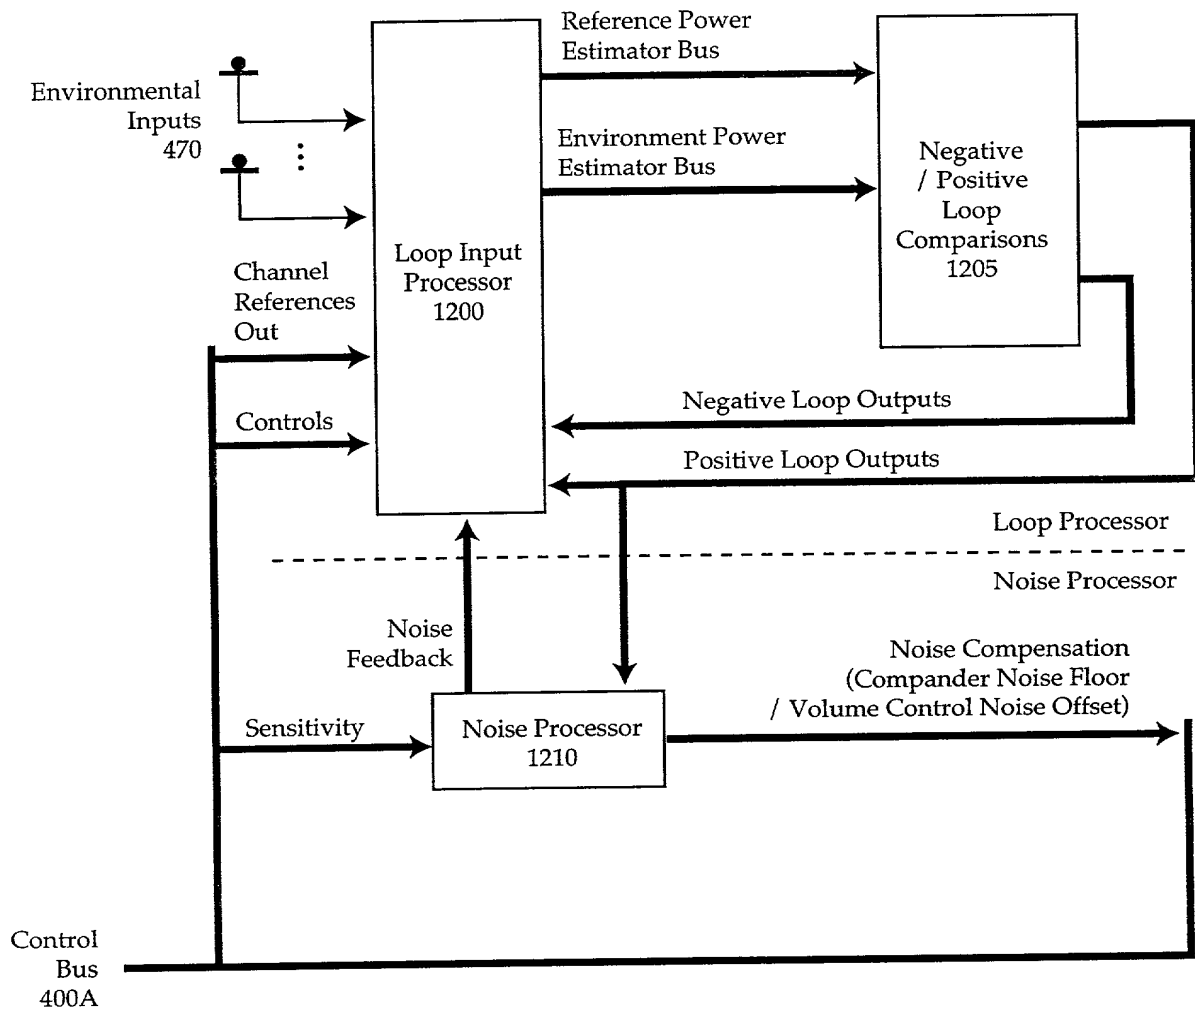 Reference Power
Estimator Bus
Environmental
Inputs
470
Environment Power
Estimator Bus
Negative
/ Positive
Loop
Comparisons
1205
Loop Input
Processor
1200
Channel
References
Out
Controls
Negative Loop Outputs
Positive Loop Outputs
Loop Processor
Noise Processor
Noise
Feedback
Noise Compensation
(Compander Noise Floor
/ Volume Control Noise Offset)
Sensitivity
Noise Processor
1210
Control
Bus
400A